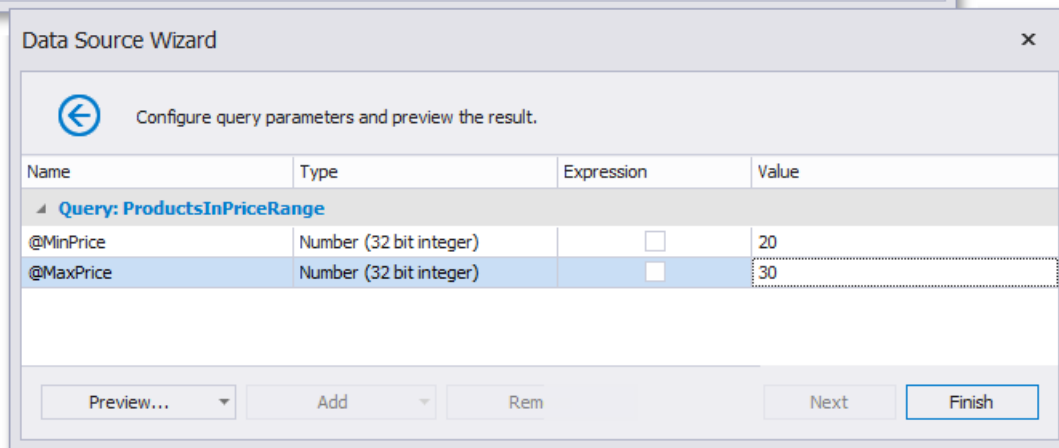 Data Source Wizard
Configure query parameters and preview the result.
Name Type Expression Value
Query: ProductsInPriceRange
@MinPrice Number (32 bit integer) 20
@MaxPrice Number (32 bit integer) 30
Preview... Add Rem Next Finish